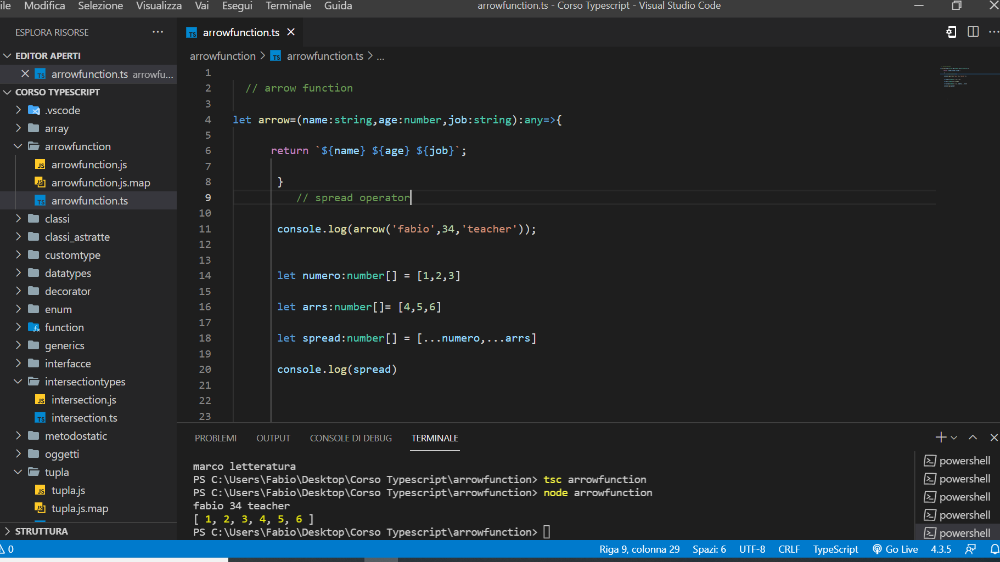 ile Modifica Selezione Visualizza Vai Esegui Terminale Guida arrowfunction.ts - Corso Typescript - Visual Studio Code
ESPLORA RISORSE ...
EDITOR APERTI
TS arrowfunction.ts arrowfu...
CORSO TYPESCRIPT
.vscode
array
arrowfunction
JS arrowfunction.js
JS arrowfunction.js.map
TS arrowfunction.ts
classi
classi_astratte
customtype
datatypes
decorator
enum
function
generics
interfacce
intersectiontypes
JS intersection.js
TS intersection.ts
metodostatic
oggetti
tupla
JS tupla.js
JS tupla.js.map
STRUTTURA
TS arrowfunction.ts
arrowfunction > TS arrowfunction.ts > ...
1
2 // arrow function
3
4 let arrow=(name:string,age:number,job:string):any=>{
5
6 return `${name} ${age} ${job}`;
7
8 }
9 // spread operator
10
11 console.log(arrow('fabio',34,'teacher'));
12
13
14 let numero:number[] = [1,2,3]
15
16 let arrs:number[]= [4,5,6]
17
18 let spread:number[] = [...numero,...arrs]
19
20 console.log(spread)
21
22
23
PROBLEMI OUTPUT CONSOLE DI DEBUG TERMINALE
marco letteratura
PS C:\Users\Fabio\Desktop\Corso Typescript\arrowfunction> tsc arrowfunction
PS C:\Users\Fabio\Desktop\Corso Typescript\arrowfunction> node arrowfunction
fabio 34 teacher
[ 1, 2, 3, 4, 5, 6 ]
PS C:\Users\Fabio\Desktop\Corso Typescript\arrowfunction>
powershell
powershell
powershell
powershell
powershell
0 Riga 9, colonna 29 Spazi: 6 UTF-8 CRLF TypeScript Go Live 4.3.5